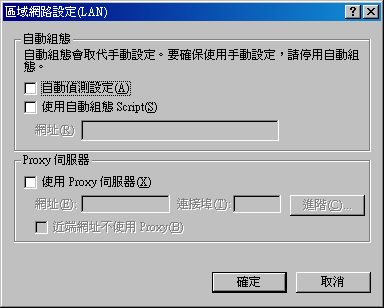 區域網路設定(LAN)
自動組態
自動組態會取代手動設定。要確保使用手動設定，請停用自動組
態。
自動偵測設定(A)
使用自動組態 Script(S)
網址(R)
Proxy 伺服器
使用 Proxy 伺服器(X)
網址(E): 連接埠(T): 進階(C)...
近端網址不使用 Proxy(B)
確定 取消